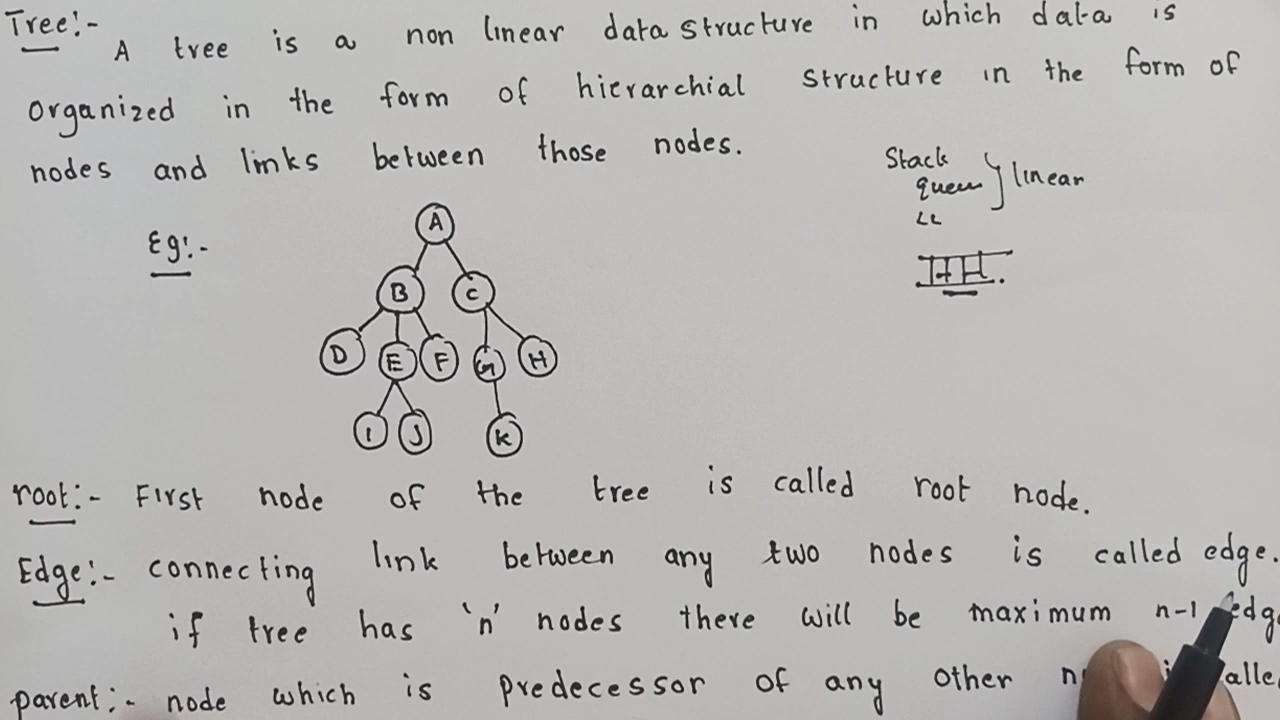 Tree:-
A tree is a non linear data structure in which data is
organized in the form of hierarchial structure in the form of
nodes and links between those nodes.
Stack
linear
LL
Eg:-
A
B C
D E F G H
I J K
root:- First node of the tree is called root node.
Edge:- connecting link between any two nodes is called edge.
if tree has 'n' nodes there will be maximum n-1 edg
parent:- node which is predecessor of any other